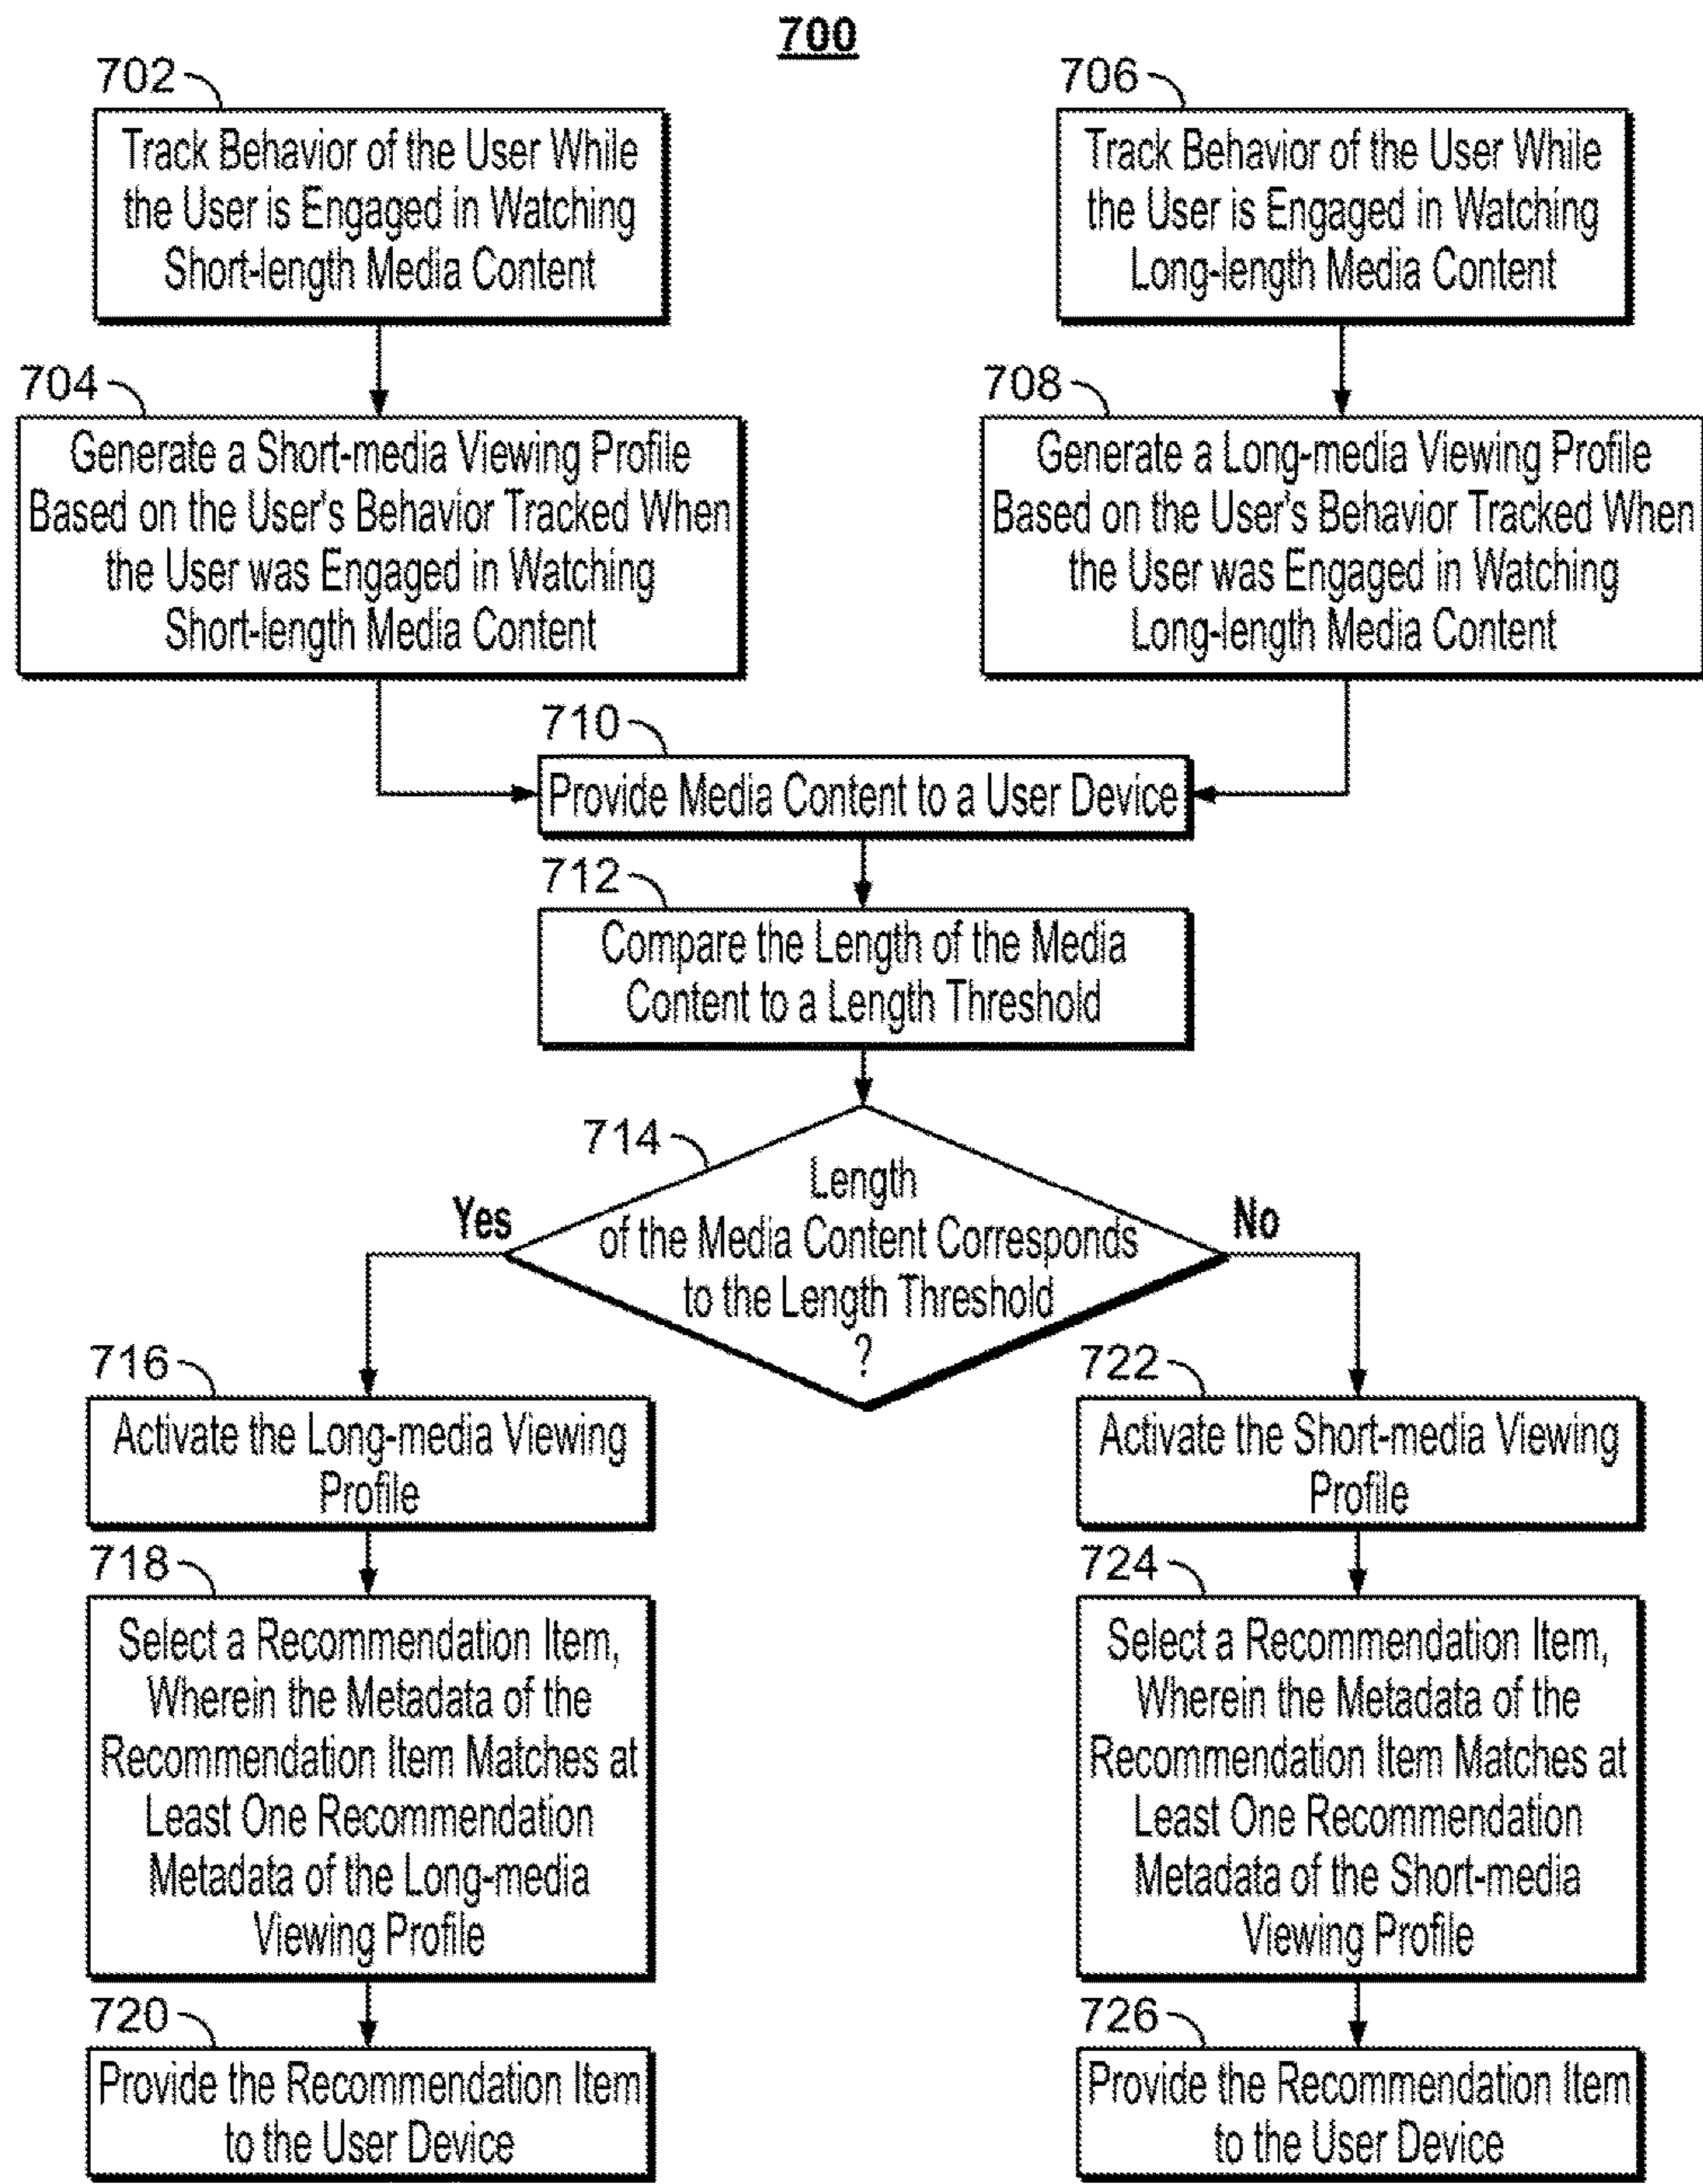 700
702
Track Behavior of the User While
the User is Engaged in Watching
Short-length Media Content
706
Track Behavior of the User While
the User is Engaged in Watching
Long-length Media Content
704
Generate a Short-media Viewing Profile
Based on the User's Behavior Tracked When
the User was Engaged in Watching
Short-length Media Content
708
Generate a Long-media Viewing Profile
Based on the User's Behavior Tracked When
the User was Engaged in Watching
Long-length Media Content
710
Provide Media Content to a User Device
712
Compare the Length of the Media
Content to a Length Threshold
714
Length
of the Media Content Corresponds
to the Length Threshold
?
Yes
No
716
Activate the Long-media Viewing
Profile
722
Activate the Short-media Viewing
Profile
718
Select a Recommendation Item,
Wherein the Metadata of the
Recommendation Item Matches at
Least One Recommendation
Metadata of the Long-media
Viewing Profile
724
Select a Recommendation Item,
Wherein the Metadata of the
Recommendation Item Matches at
Least One Recommendation
Metadata of the Short-media
Viewing Profile
720
Provide the Recommendation Item
to the User Device
726
Provide the Recommendation Item
to the User Device